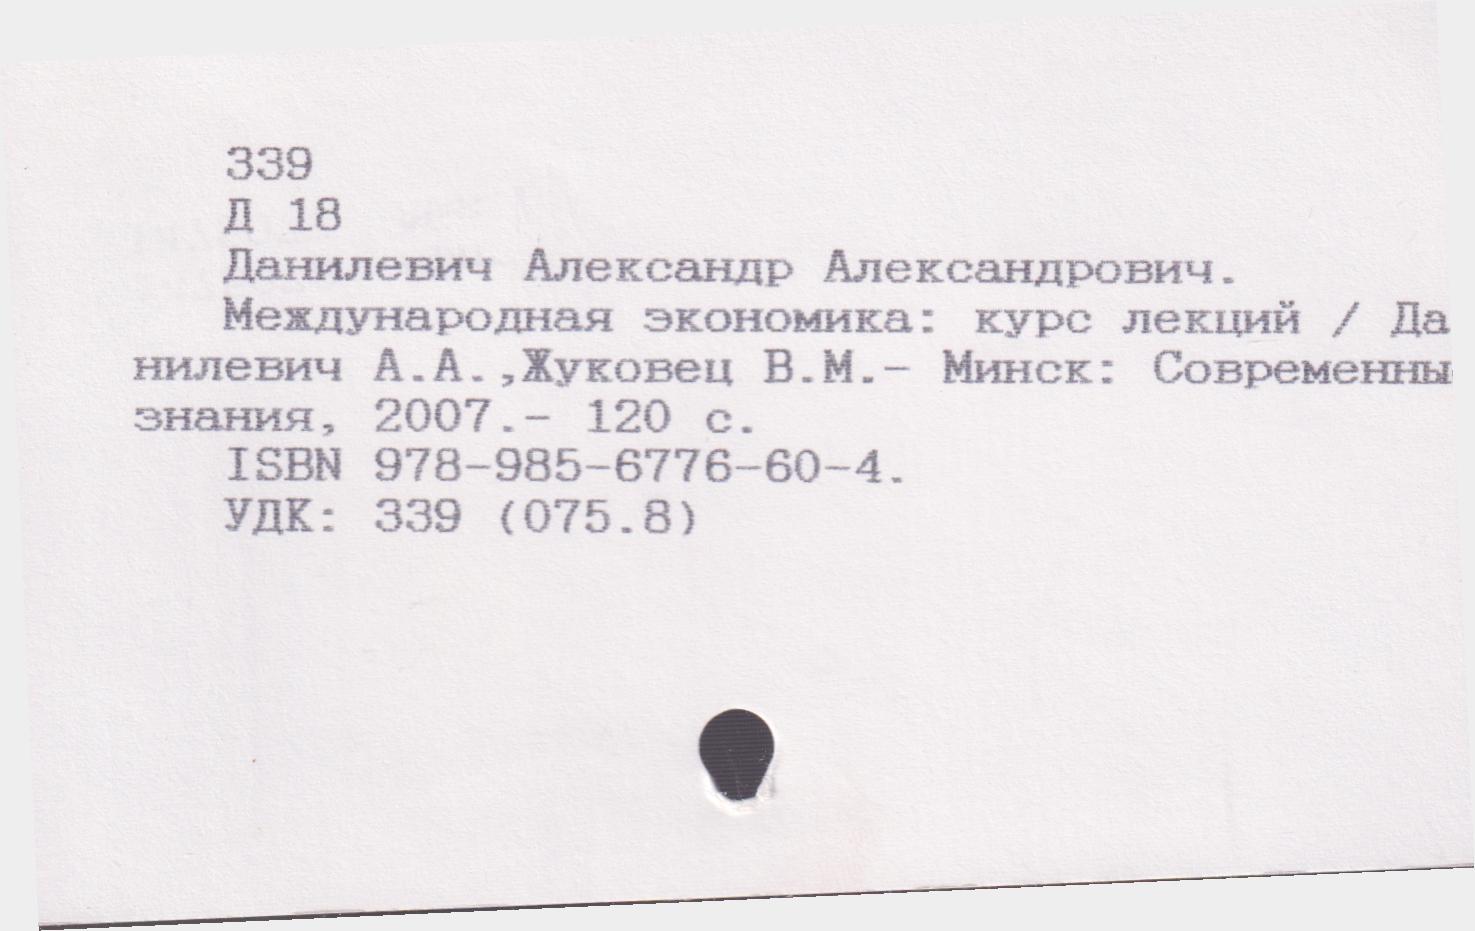 339
Д 18
Данилевич Александр Александрович.
Международная экономика: курс лекций / Да
нилевич А.А.,Жуковец В.М.- Минск: Современны
знания, 2007.- 120 с.
ISBN 978-985-6776-60-4.
УДК: 339 (075.8)